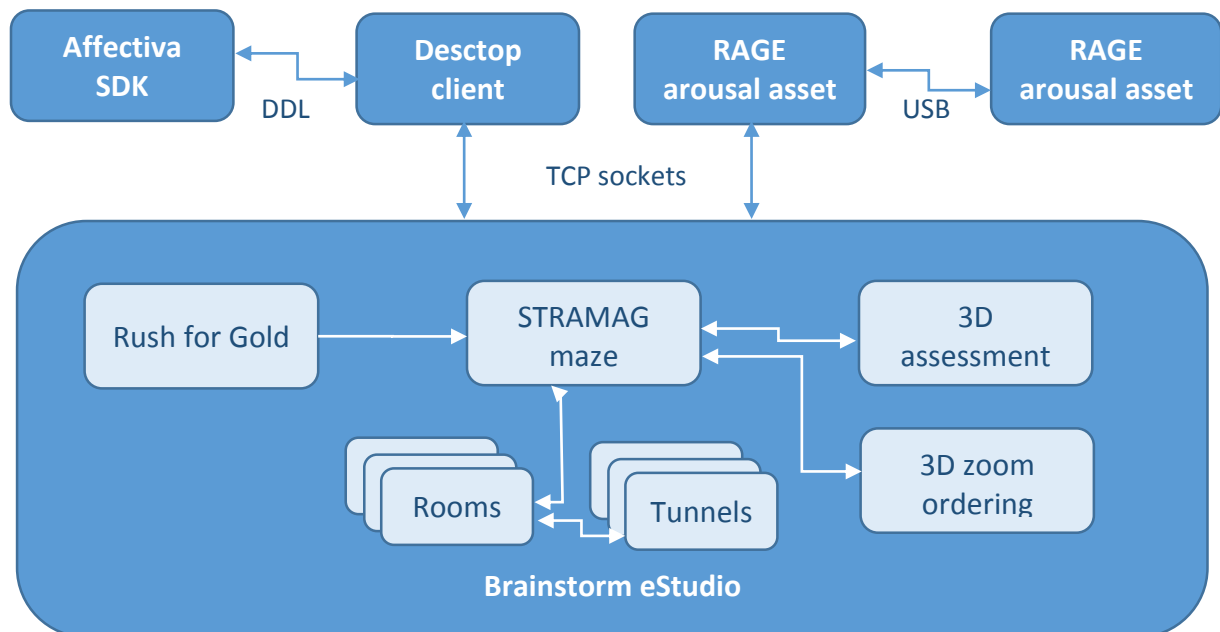 Affectiva
SDK
Desctop
client
RAGE
arousal asset
RAGE
arousal asset
DDL
USB
TCP sockets
Rush for Gold
STRAMAG
maze
3D
assessment
Rooms
Tunnels
3D zoom
ordering
Brainstorm eStudio